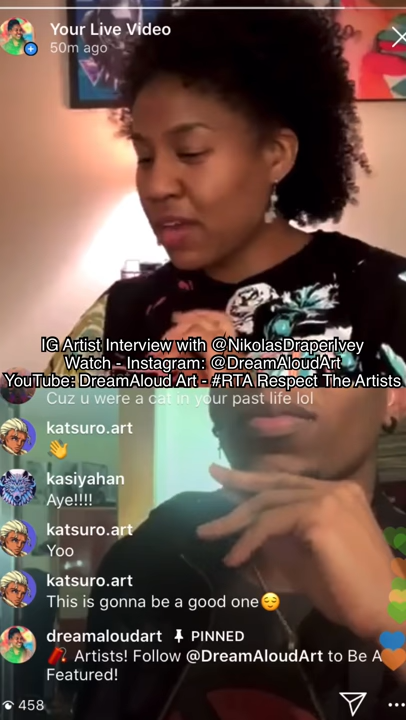 Your Live Video
50m ago
IG Artist Interview with @NikolasDraperIvey
Watch - Instagram: @DreamAloudArt
YouTube: DreamAloud Art - #RTA Respect The Artists
Cuz u were a cat in your past life lol
katsuro.art
👋
kasiyahan
Aye!!!!
katsuro.art
Yoo
katsuro.art
This is gonna be a good one😌
dreamaloudart 📌 PINNED
🧨 Artists! Follow @DreamAloudArt to Be A
Featured!
458